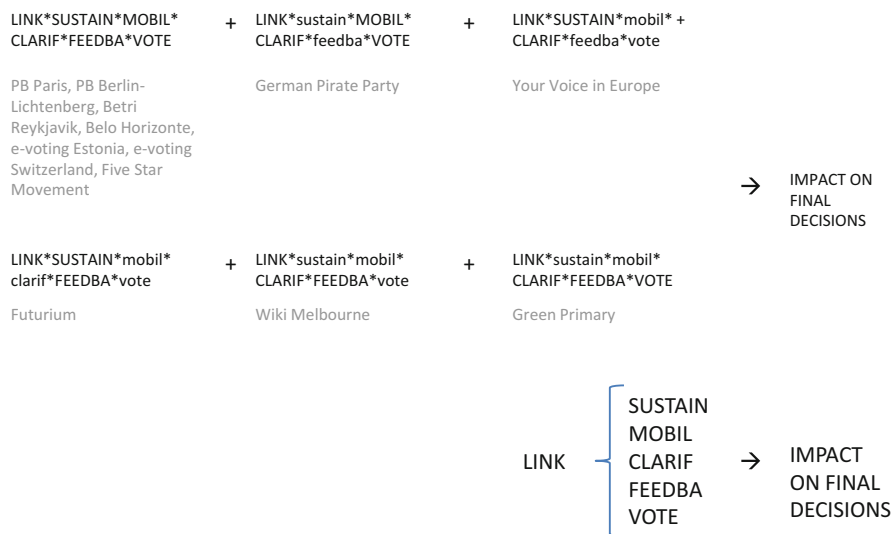 LINK*SUSTAIN*MOBIL*
CLARIF*FEEDBA*VOTE
+
LINK*sustain*MOBIL*
CLARIF*feedba*VOTE
+
LINK*SUSTAIN*mobil* +
CLARIF*feedba*vote
PB Paris, PB Berlin-
Lichtenberg, Betri
Reykjavik, Belo Horizonte,
e-voting Estonia, e-voting
Switzerland, Five Star
Movement
German Pirate Party
Your Voice in Europe
→
IMPACT ON
FINAL
DECISIONS
LINK*SUSTAIN*mobil*
clarif*FEEDBA*vote
+
LINK*sustain*mobil*
CLARIF*FEEDBA*vote
+
LINK*sustain*mobil*
CLARIF*FEEDBA*VOTE
Futurium
Wiki Melbourne
Green Primary
LINK
SUSTAIN
MOBIL
CLARIF
FEEDBA
VOTE
→
IMPACT
ON FINAL
DECISIONS